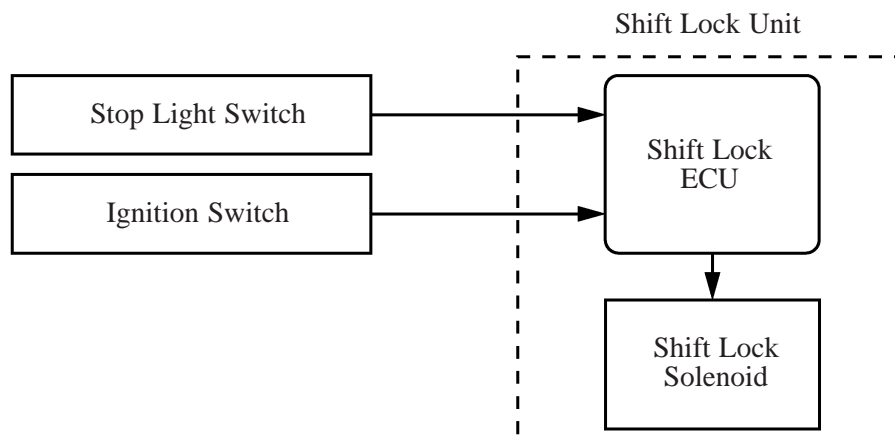 Shift Lock Unit
Stop Light Switch
Shift Lock
ECU
Ignition Switch
Shift Lock
Solenoid